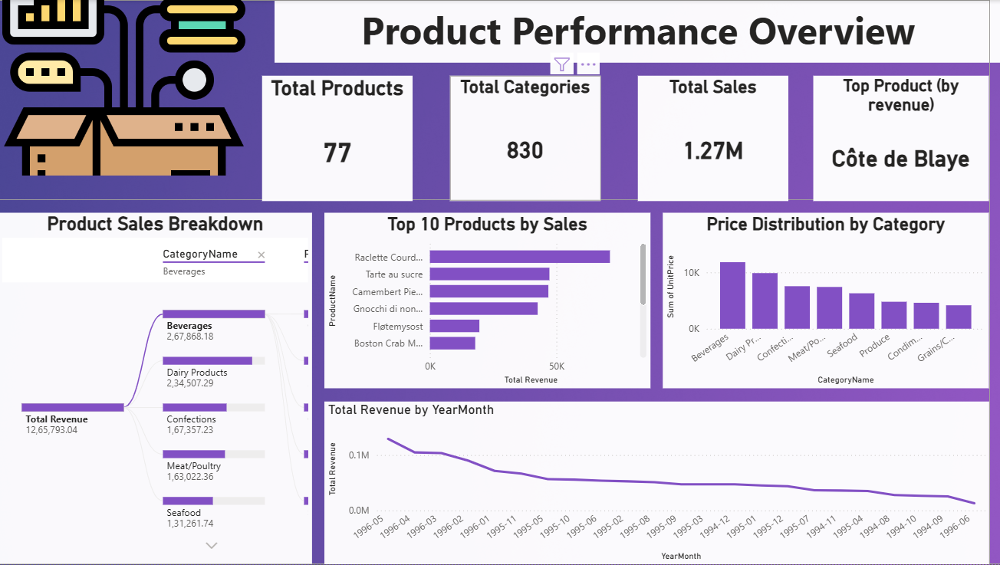 Product Performance Overview
Total Products
77
Total Categories
830
Total Sales
1.27M
Top Product (by
revenue)
Côte de Blaye
Product Sales Breakdown
CategoryName
Beverages
Total Revenue
12,65,793.04
Beverages
2,67,868.18
Dairy Products
2,34,507.29
Confections
1,67,357.23
Meat/Poultry
1,63,022.36
Seafood
1,31,261.74
Top 10 Products by Sales
ProductName
Raclette Courd...
Tarte au sucre
Camembert Pie...
Gnocchi di non...
Fløtemysost
Boston Crab M...
0K
50K
Total Revenue
Price Distribution by Category
Sum of UnitPrice
10K
0K
Beverages
Dairy Pr...
Confecti...
Meat/Po...
Seafood
Produce
Condim...
Grains/C...
CategoryName
Total Revenue by YearMonth
Total Revenue
0.1M
0.0M
1996-05
1996-04
1996-03
1996-02
1996-01
1995-11
1995-05
1995-10
1995-06
1995-02
1995-08
1995-09
1995-03
1994-12
1995-01
1995-12
1995-07
1994-11
1995-04
1994-08
1994-10
1994-09
1996-06
YearMonth